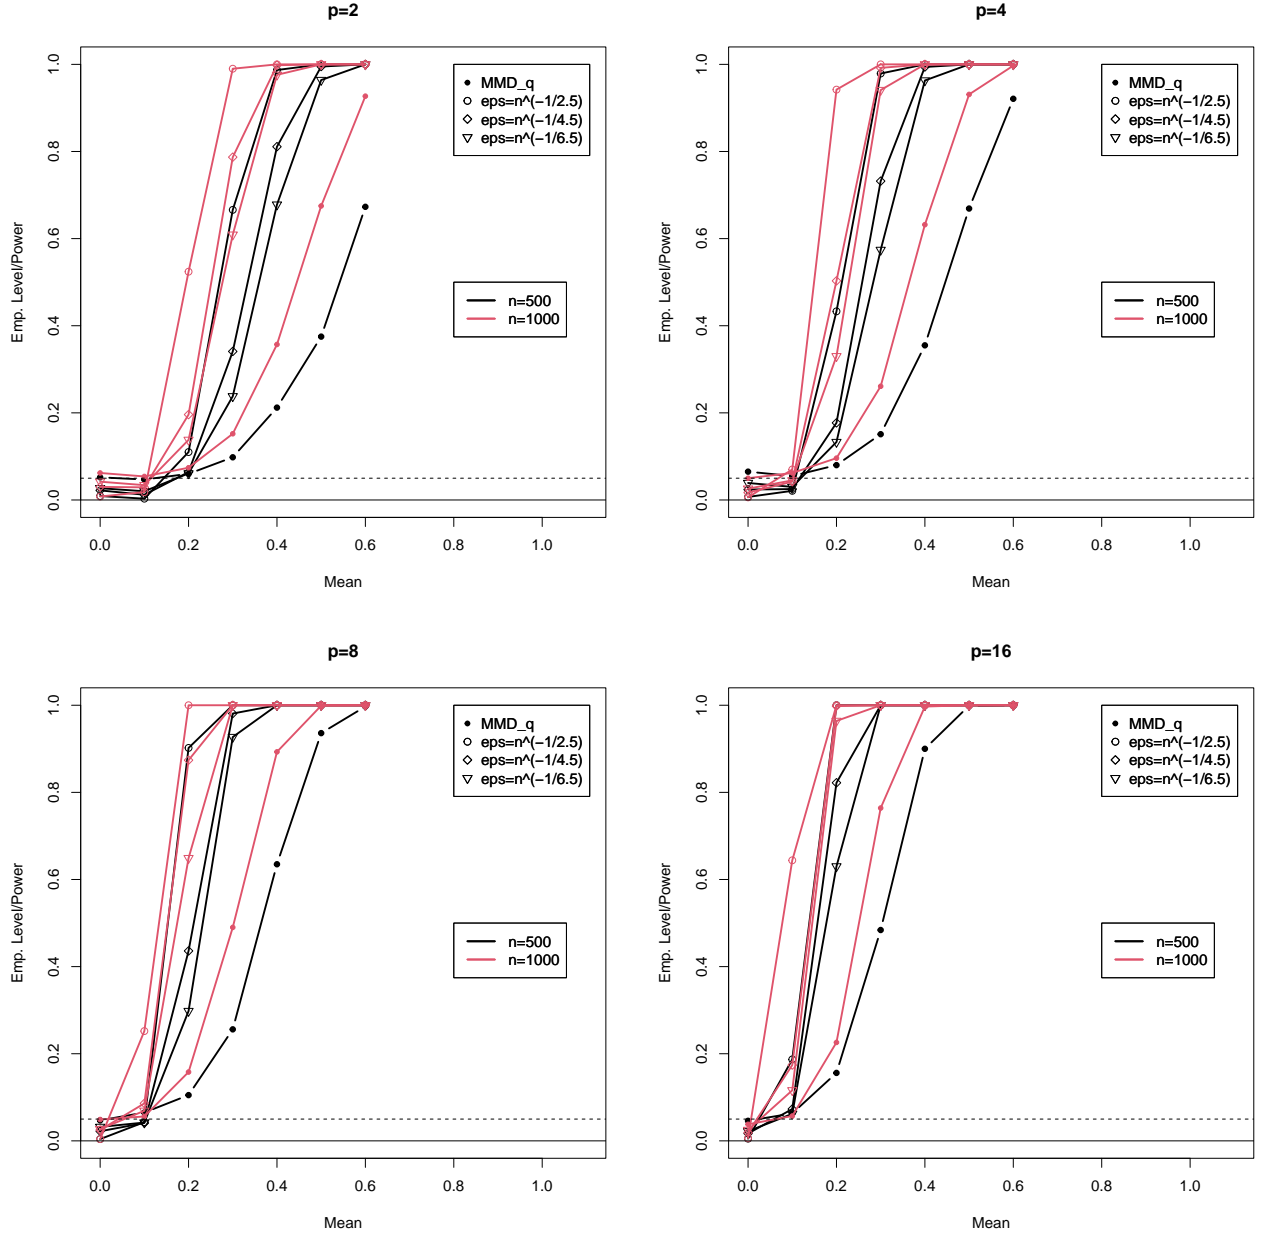 p=2
Emp. Level/Power
1.0
0.8
0.6
0.4
0.2
0.0
MMD_q
eps=n^(−1/2.5)
eps=n^(−1/4.5)
eps=n^(−1/6.5)
n=500
n=1000
0.0 0.2 0.4 0.6 0.8 1.0
Mean
p=4
Emp. Level/Power
1.0
0.8
0.6
0.4
0.2
0.0
MMD_q
eps=n^(−1/2.5)
eps=n^(−1/4.5)
eps=n^(−1/6.5)
n=500
n=1000
0.0 0.2 0.4 0.6 0.8 1.0
Mean
p=8
Emp. Level/Power
1.0
0.8
0.6
0.4
0.2
0.0
MMD_q
eps=n^(−1/2.5)
eps=n^(−1/4.5)
eps=n^(−1/6.5)
n=500
n=1000
0.0 0.2 0.4 0.6 0.8 1.0
Mean
p=16
Emp. Level/Power
1.0
0.8
0.6
0.4
0.2
0.0
MMD_q
eps=n^(−1/2.5)
eps=n^(−1/4.5)
eps=n^(−1/6.5)
n=500
n=1000
0.0 0.2 0.4 0.6 0.8 1.0
Mean